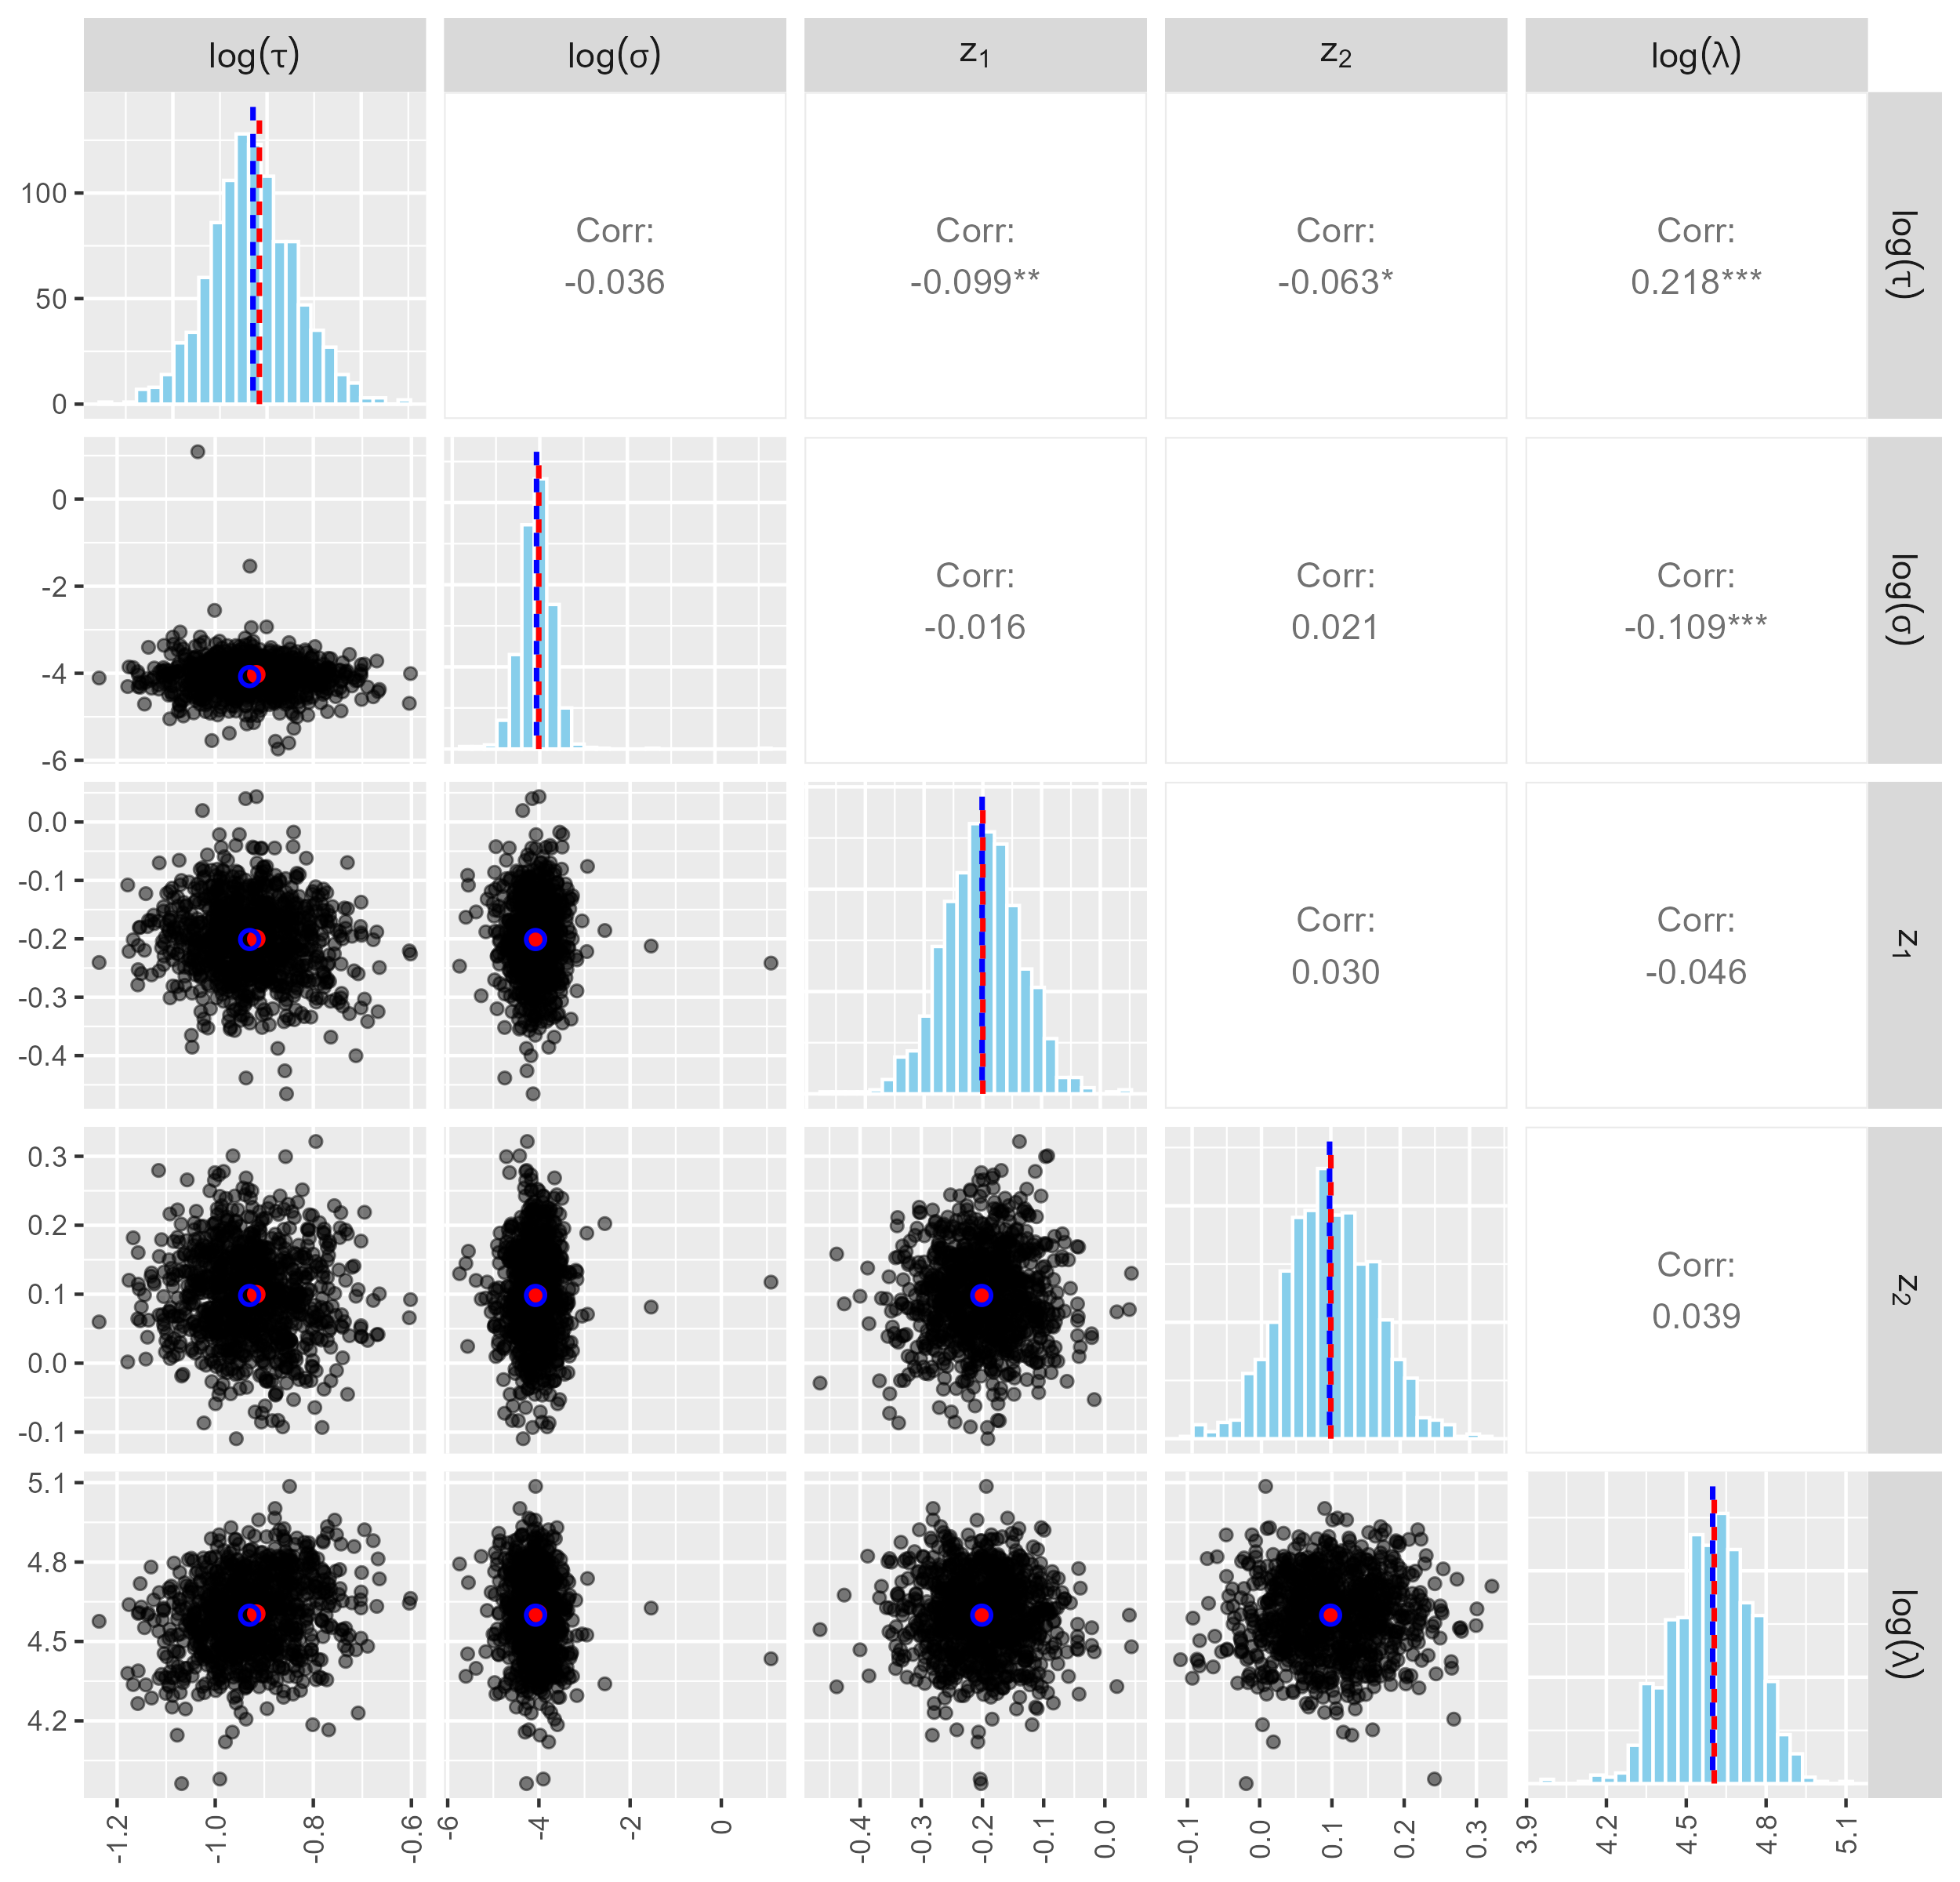 log(τ) log(σ) z₁ z₂ log(λ)
100
50
0
Corr:
-0.036
Corr:
-0.099**
Corr:
-0.063*
Corr:
0.218***
log(τ)
0
-2
-4
-6
Corr:
-0.016
Corr:
0.021
Corr:
-0.109***
log(σ)
0.0
-0.1
-0.2
-0.3
-0.4
Corr:
0.030
Corr:
-0.046
z₁
0.3
0.2
0.1
0.0
-0.1
Corr:
0.039
z₂
5.1
4.8
4.5
4.2
log(λ)
-1.2 -1.0 -0.8 -0.6
-6 -4 -2 0
-0.4 -0.3 -0.2 -0.1 0.0
-0.1 0.0 0.1 0.2 0.3
3.9 4.2 4.5 4.8 5.1